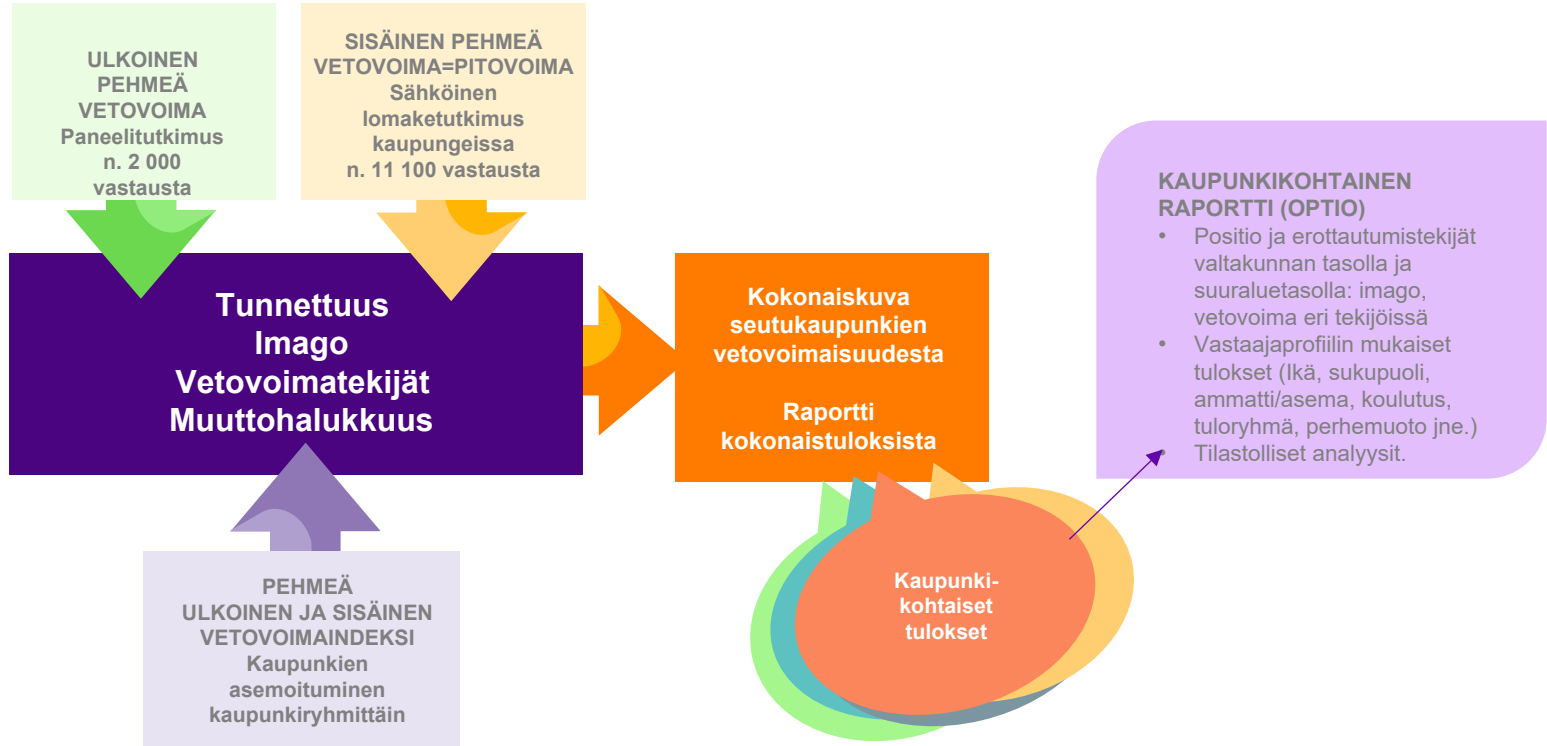 ULKOINEN
PEHMEÄ
VETOVOIMA
Paneelitutkimus
n. 2 000
vastausta
SISÄINEN PEHMEÄ
VETOVOIMA=PITOVOIMA
Sähköinen
lomaketutkimus
kaupungeissa
n. 11 100 vastausta
Tunnettuus
Imago
Vetovoimatekijät
Muuttohalukkuus
PEHMEÄ
ULKOINEN JA SISÄINEN
VETOVOIMAINDEKSI
Kaupunkien
asemoituminen
kaupunkiryhmittäin
Kokonaiskuva
seutukaupunkien
vetovoimaisuudesta
Raportti
kokonaistuloksista
Kaupunki-
kohtaiset
tulokset
KAUPUNKIKOHTAINEN
RAPORTTI (OPTIO)
• Positio ja erottautumistekijät
valtakunnan tasolla ja
suuraluetasolla: imago,
vetovoima eri tekijöissä
• Vastaajaprofiilin mukaiset
tulokset (Ikä, sukupuoli,
ammatti/asema, koulutus,
tuloryhmä, perhemuoto jne.)
• Tilastolliset analyysit.